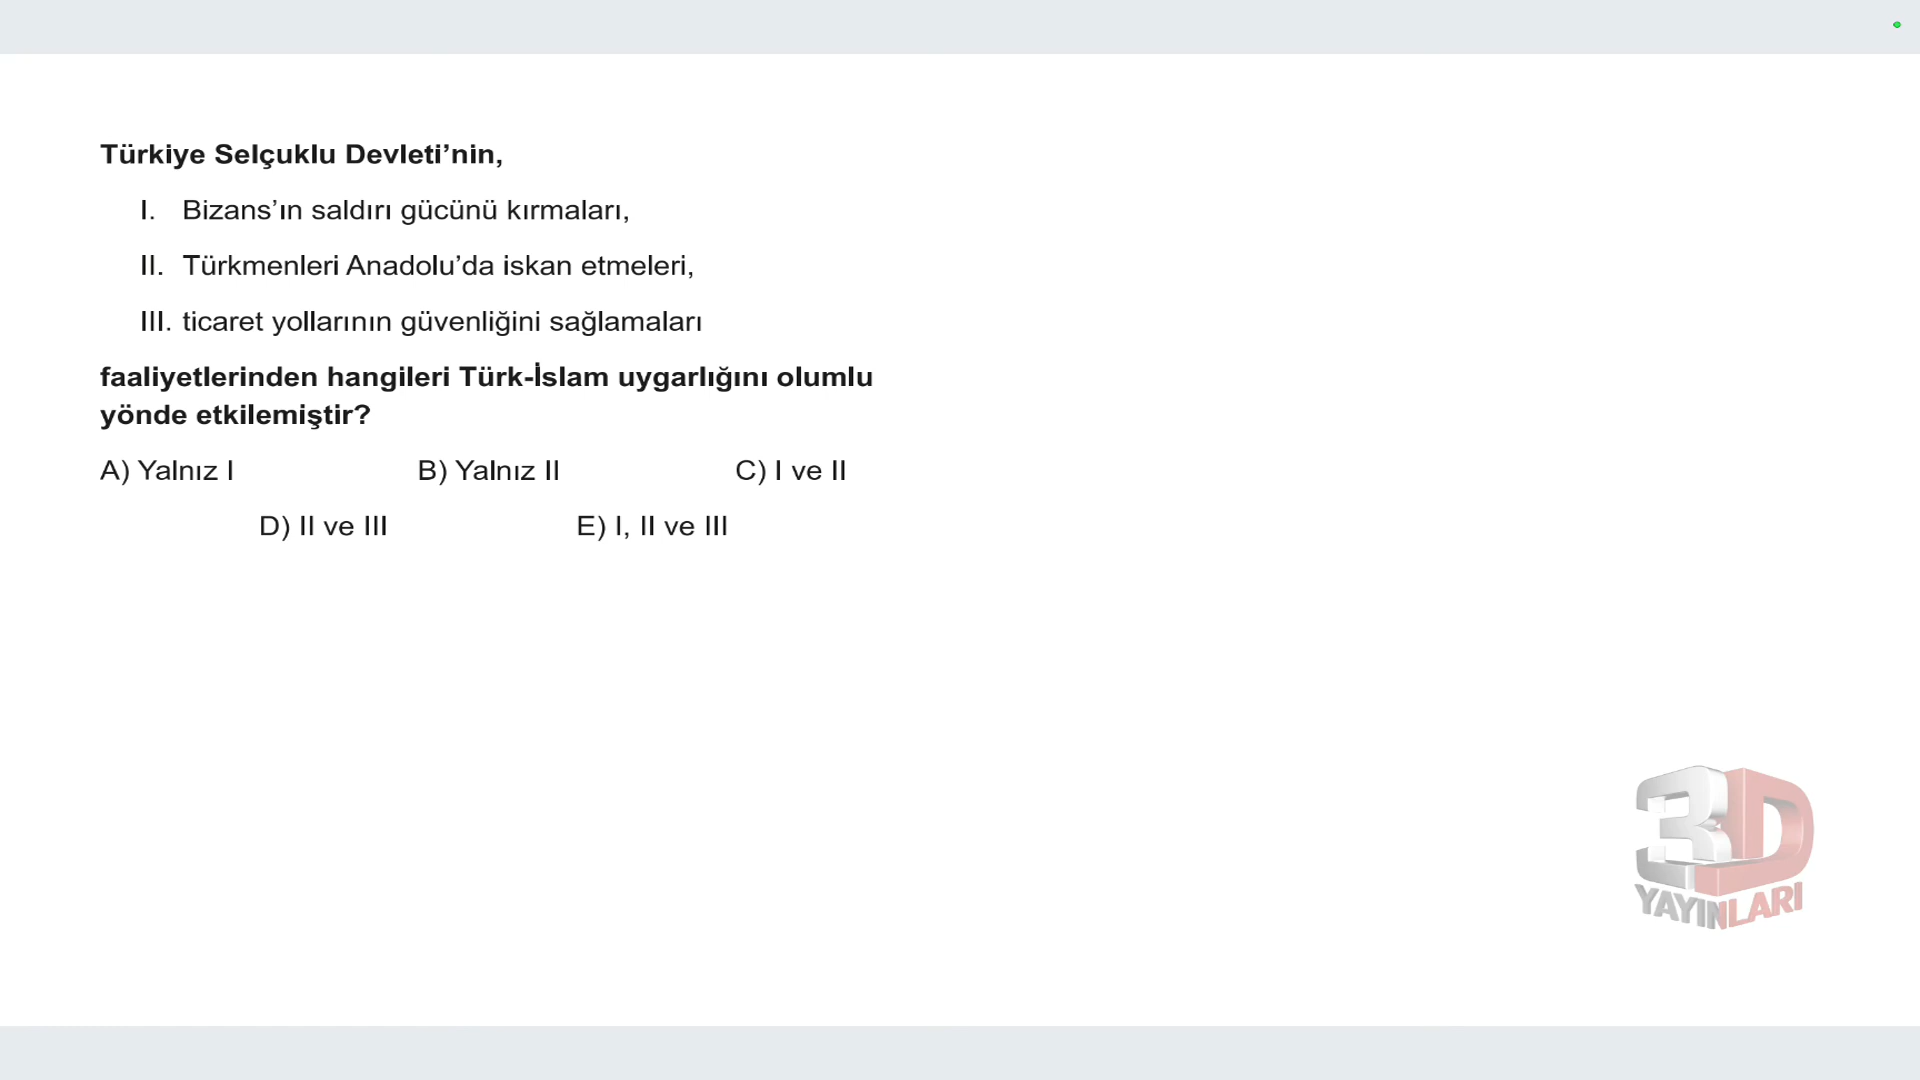 Türkiye Selçuklu Devleti’nin,
I. Bizans’ın saldırı gücünü kırmaları,
II. Türkmenleri Anadolu’da iskan etmeleri,
III. ticaret yollarının güvenliğini sağlamaları
faaliyetlerinden hangileri Türk-İslam uygarlığını olumlu
yönde etkilemiştir?
A) Yalnız I B) Yalnız II C) I ve II
D) II ve III E) I, II ve III
3D
YAYINLARI